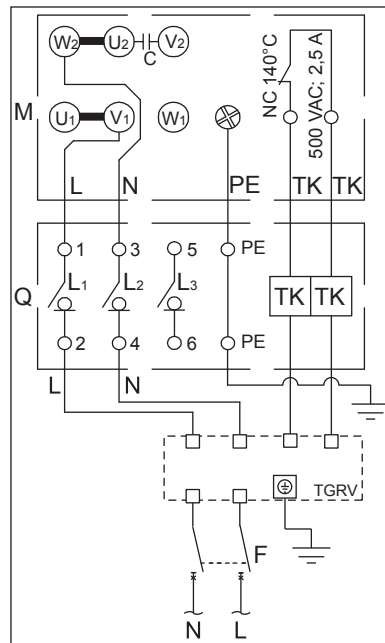 W2 U2 V2
C
NC 140°C
500 VAC; 2,5 A
M
U1 V1 W1
L N PE TK TK
1 3 5 PE
Q L1 L2 L3 TK TK
2 4 6 PE
L N
TGRV
F
N L